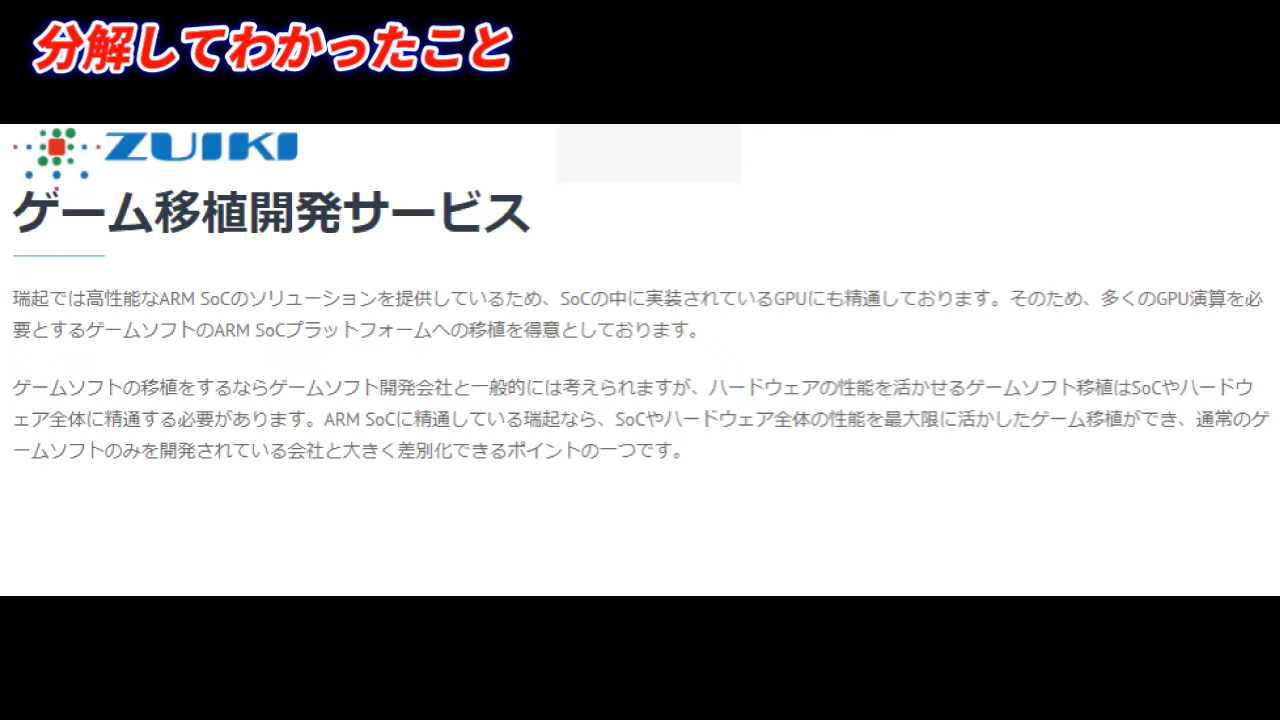 分解してわかったこと
ZUIKI
ゲーム移植開発サービス
瑞起では高性能なARM SoCのソリューションを提供しているため、SoCの中に実装されているGPUにも精通しております。そのため、多くのGPU演算を必
要とするゲームソフトのARM SoCプラットフォームへの移植を得意としております。
ゲームソフトの移植をするならゲームソフト開発会社と一般的には考えられますが、ハードウェアの性能を活かせるゲームソフト移植はSoCやハードウ
ェア全体に精通する必要があります。ARM SoCに精通している瑞起なら、SoCやハードウェア全体の性能を最大限に活かしたゲーム移植ができ、通常のゲ
ームソフトのみを開発されている会社と大きく差別化できるポイントの一つです。